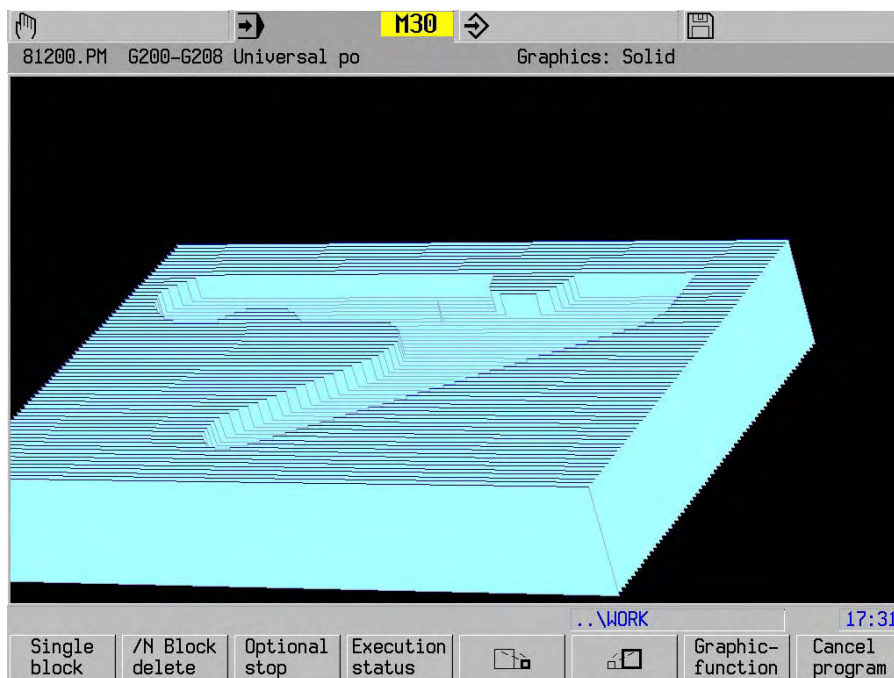 M30
81200.PM G200-G208 Universal po Graphics: Solid
..\WORK 17:31
Single block
/N Block delete
Optional stop
Execution status
Graphic-function
Cancel program